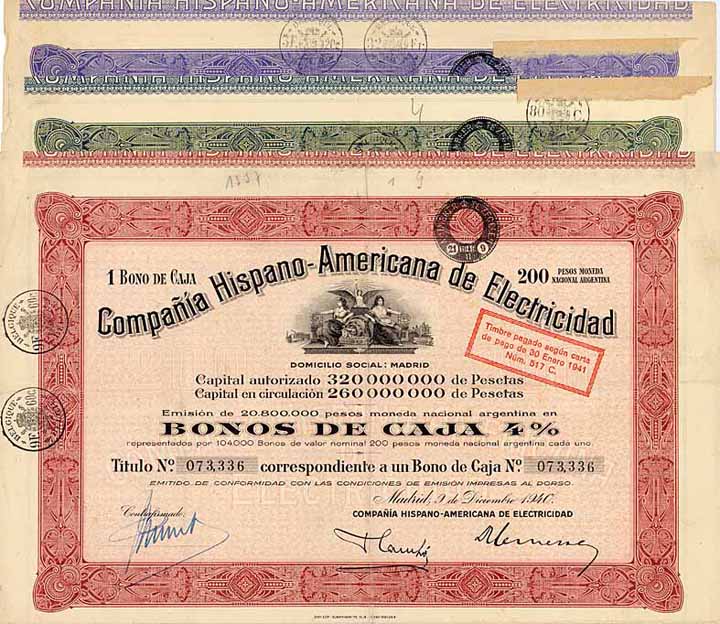 COMPAÑIA HISPANO-AMERICANA DE ELECTRICIDAD
1 BONO DE CAJA
200 PESOS MONEDA
NACIONAL ARGENTINA
Compañía Hispano-Americana de Electricidad
DOMICILIO SOCIAL: MADRID
Timbre pagado según carta
de pago de 30 Enero 1941
Núm. 517 C.
Capital autorizado 320 000 000 de Pesetas
Capital en circulación 260 000 000 de Pesetas
Emisión de 20.800.000 pesos moneda nacional argentina en
BONOS DE CAJA 4%
representados por 104000 Bonos de valor nominal 200 pesos moneda nacional argentina cada uno
Título Nº 073,336 correspondiente a un Bono de Caja Nº 073,336
EMITIDO DE CONFORMIDAD CON LAS CONDICIONES DE EMISIÓN IMPRESAS AL DORSO.
Madrid, 9 de Diciembre 1940.
Contrafirmado:
COMPAÑÍA HISPANO-AMERICANA DE ELECTRICIDAD
BELGIQUE
BELGIQUE